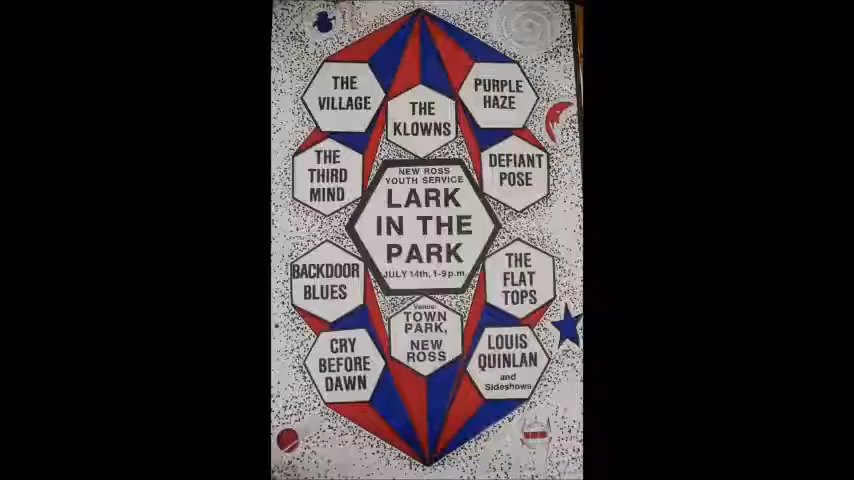 THE
VILLAGE
THE
KLOWNS
PURPLE
HAZE
THE
THIRD
MIND
DEFIANT
POSE
NEW ROSS
YOUTH SERVICE
LARK
IN THE
PARK
JULY 14th, 1-9 p.m.
BACKDOOR
BLUES
THE
FLAT
TOPS
Venue:
TOWN
PARK,
NEW
ROSS
CRY
BEFORE
DAWN
LOUIS
QUINLAN
and
Sideshows